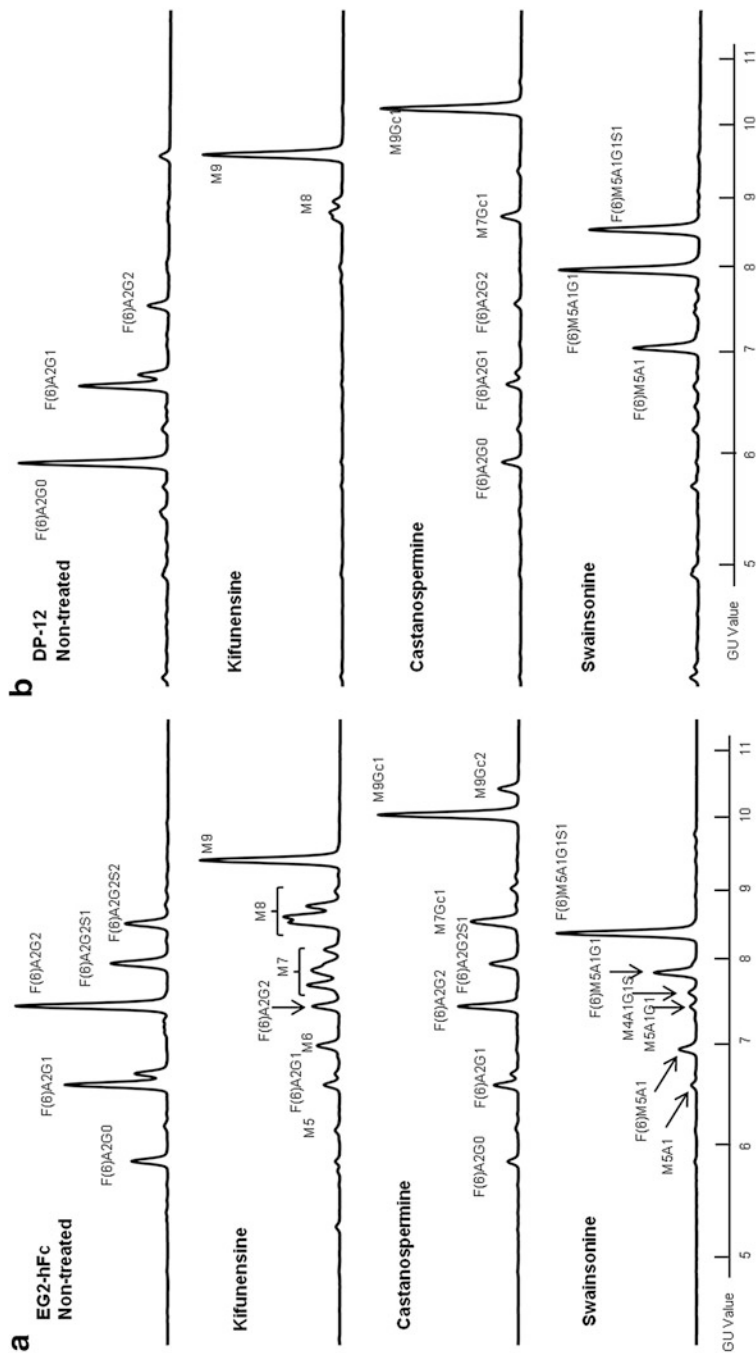 a
EG2-hFc
Non-treated
F(6)A2G0
F(6)A2G1
F(6)A2G2
F(6)A2G2S1
F(6)A2G2S2
Kifunensine
M5
F(6)A2G1
M6
F(6)A2G2
M7
M8
M9
Castanospermine
F(6)A2G0
F(6)A2G1
F(6)A2G2
F(6)A2G2S1
M7Gc1
M9Gc1
M9Gc2
Swainsonine
M5A1
F(6)M5A1
M5A1G1
M4A1G1S
F(6)M5A1G1
F(6)M5A1G1S1
GU Value
5
6
7
8
9
10
11
b
DP-12
Non-treated
F(6)A2G0
F(6)A2G1
F(6)A2G2
Kifunensine
M8
M9
Castanospermine
F(6)A2G0
F(6)A2G1
F(6)A2G2
M7Gc1
M9Gc1
Swainsonine
F(6)M5A1
F(6)M5A1G1
F(6)M5A1G1S1
GU Value
5
6
7
8
9
10
11